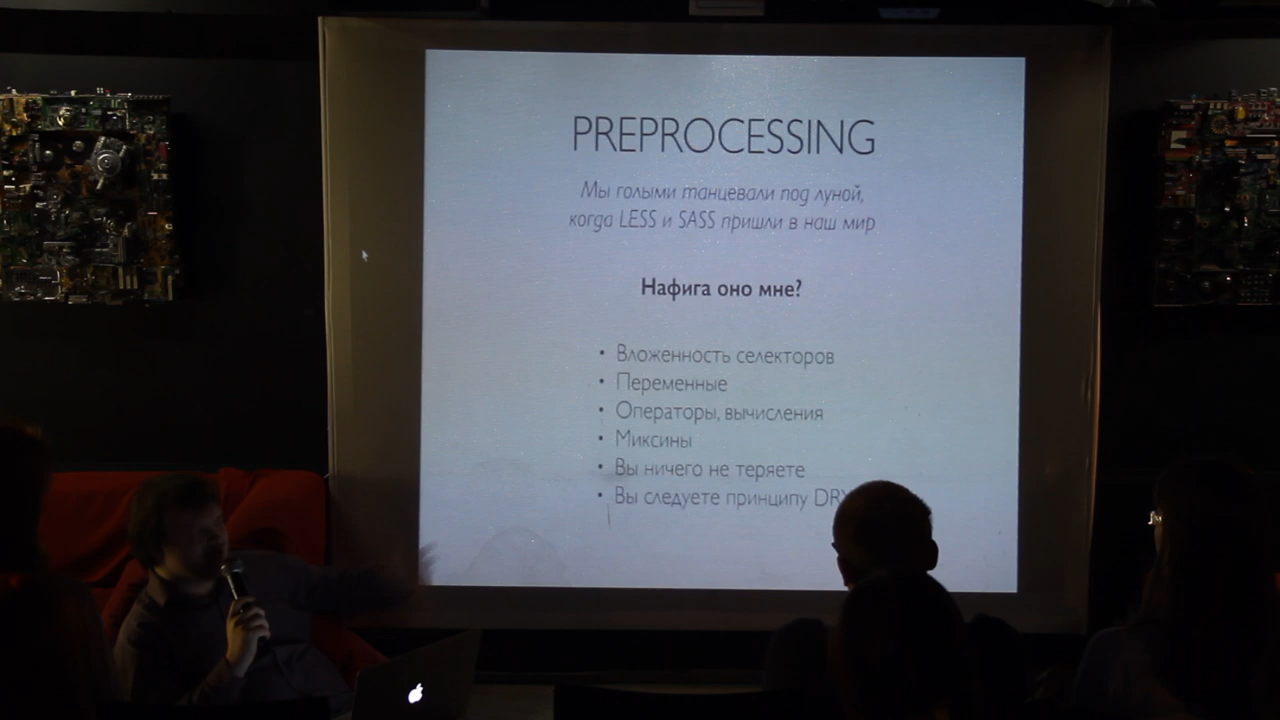 PREPROCESSING
Мы голыми танцевали под луной,
когда LESS и SASS пришли в наш мир
Нафига оно мне?
• Вложенность селекторов
• Переменные
• Операторы, вычисления
• Миксины
• Вы ничего не теряете
• Вы следуете принципу DRY